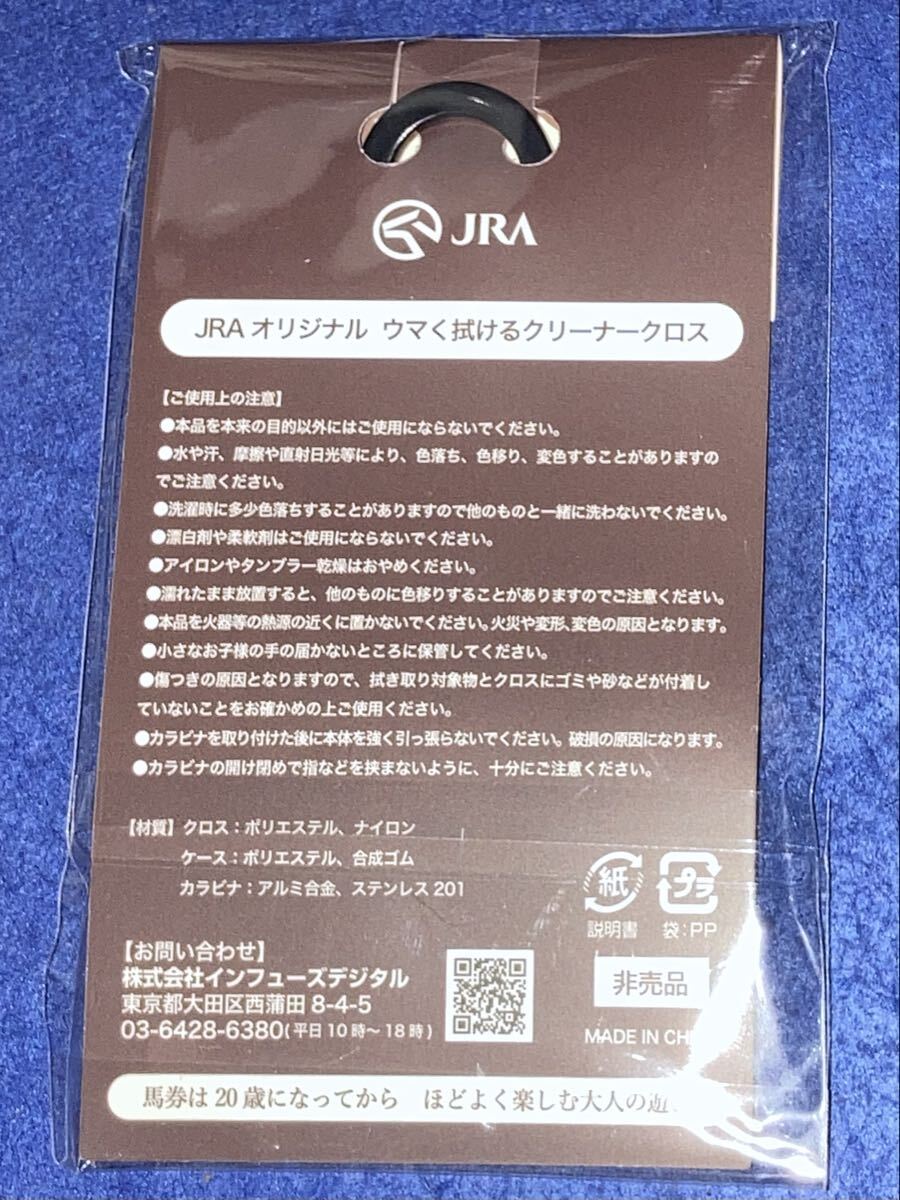 JRA
JRA オリジナル ウマく拭けるクリーナークロス
【ご使用上の注意】
●本品を本来の目的以外にはご使用にならないでください。
●水や汗、摩擦や直射日光等により、色落ち、色移り、変色することがありますの
でご注意ください。
●洗濯時に多少色落ちすることがありますので他のものと一緒に洗わないでください。
●漂白剤や柔軟剤はご使用にならないでください。
●アイロンやタンブラー乾燥はおやめください。
●濡れたまま放置すると、他のものに色移りすることがありますのでご注意ください。
●本品を火器等の熱源の近くに置かないでください。火災や変形、変色の原因となります。
●小さなお子様の手の届かないところに保管してください。
●傷つきの原因となりますので、拭き取り対象物とクロスにゴミや砂などが付着し
ていないことをお確かめの上ご使用ください。
●カラビナを取り付けた後に本体を強く引っ張らないでください。破損の原因になります。
●カラビナの開け閉めで指などを挟まないように、十分にご注意ください。
【材質】クロス：ポリエステル、ナイロン
ケース：ポリエステル、合成ゴム
カラビナ：アルミ合金、ステンレス 201
紙 プラ
説明書 袋：PP
【お問い合わせ】
株式会社インフューズデジタル
東京都大田区西蒲田 8-4-5
03-6428-6380(平日 10 時～ 18 時)
非売品
MADE IN
馬券は 20 歳になってから ほどよく楽しむ大人の